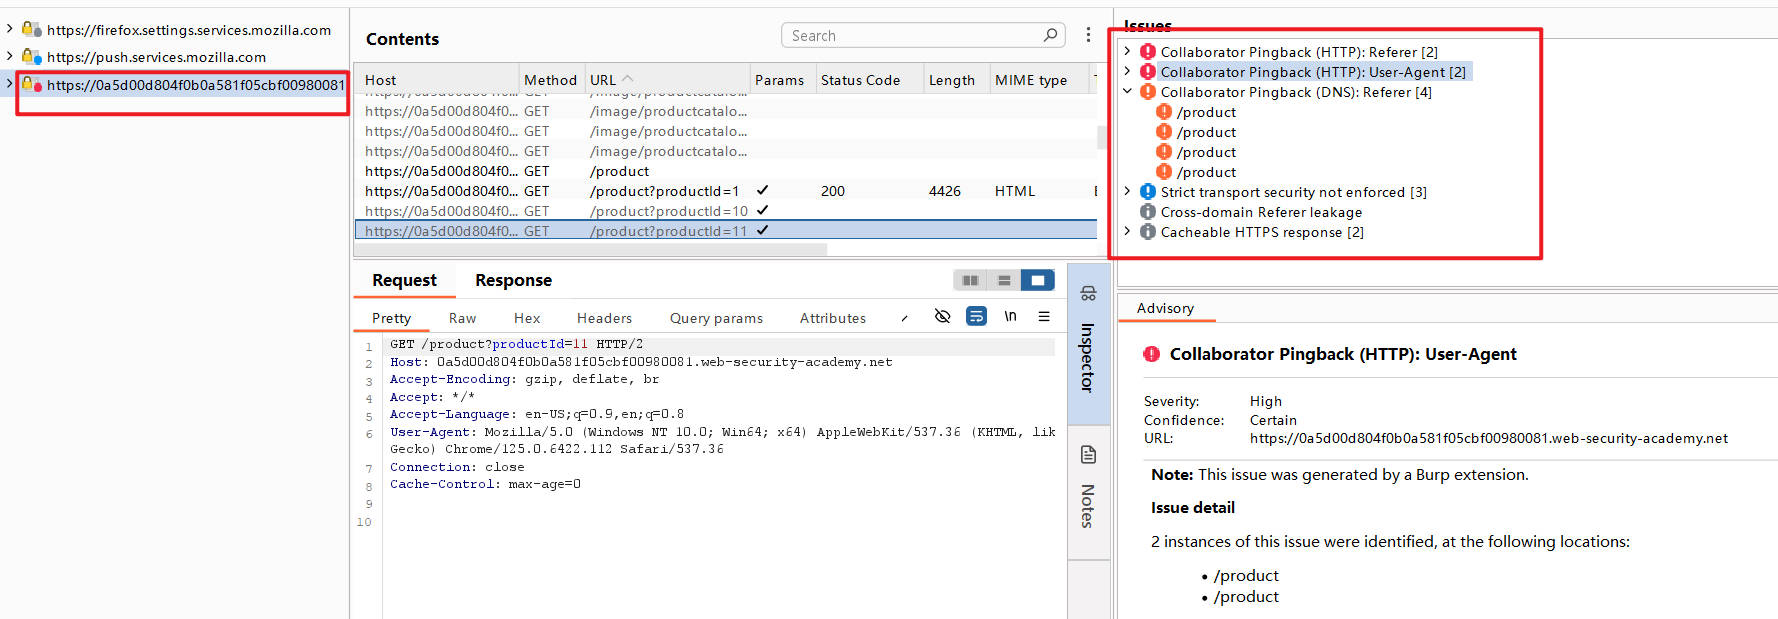 https://firefox.settings.services.mozilla.com
https://push.services.mozilla.com
https://0a5d00d804f0b0a581f05cbf00980081
Contents
Search
Host Method URL Params Status Code Length MIME type
https://0a5d00d804f0... GET /image/productcatalo...
https://0a5d00d804f0... GET /image/productcatalo...
https://0a5d00d804f0... GET /image/productcatalo...
https://0a5d00d804f0... GET /product
https://0a5d00d804f0... GET /product?productId=1 ✓ 200 4426 HTML
https://0a5d00d804f0... GET /product?productId=10 ✓
https://0a5d00d804f0... GET /product?productId=11 ✓
Request Response
Pretty Raw Hex Headers Query params Attributes \n
1 GET /product?productId=11 HTTP/2
2 Host: 0a5d00d804f0b0a581f05cbf00980081.web-security-academy.net
3 Accept-Encoding: gzip, deflate, br
4 Accept: */*
5 Accept-Language: en-US;q=0.9,en;q=0.8
6 User-Agent: Mozilla/5.0 (Windows NT 10.0; Win64; x64) AppleWebKit/537.36 (KHTML, lik
Gecko) Chrome/125.0.6422.112 Safari/537.36
7 Connection: close
8 Cache-Control: max-age=0
9
10
Inspector
Notes
Issues
Collaborator Pingback (HTTP): Referer [2]
Collaborator Pingback (HTTP): User-Agent [2]
Collaborator Pingback (DNS): Referer [4]
/product
/product
/product
/product
Strict transport security not enforced [3]
Cross-domain Referer leakage
Cacheable HTTPS response [2]
Advisory
Collaborator Pingback (HTTP): User-Agent
Severity: High
Confidence: Certain
URL: https://0a5d00d804f0b0a581f05cbf00980081.web-security-academy.net
Note: This issue was generated by a Burp extension.
Issue detail
2 instances of this issue were identified, at the following locations:
• /product
• /product